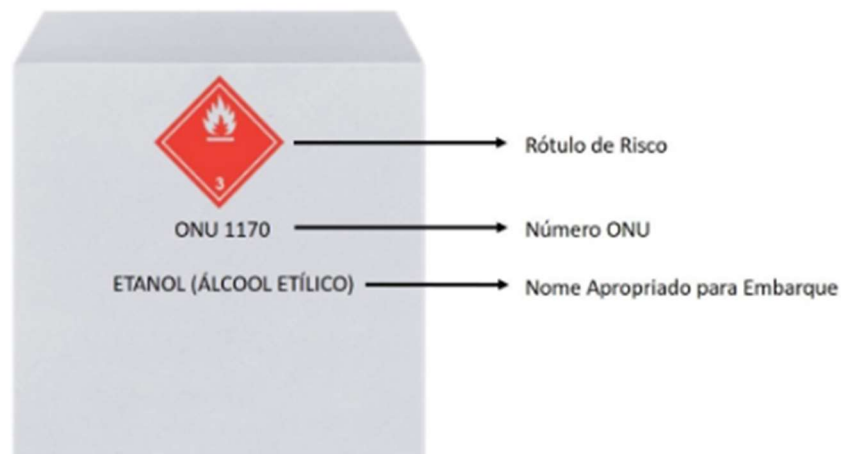 3
Rótulo de Risco
ONU 1170
Número ONU
ETANOL (ÁLCOOL ETÍLICO)
Nome Apropriado para Embarque